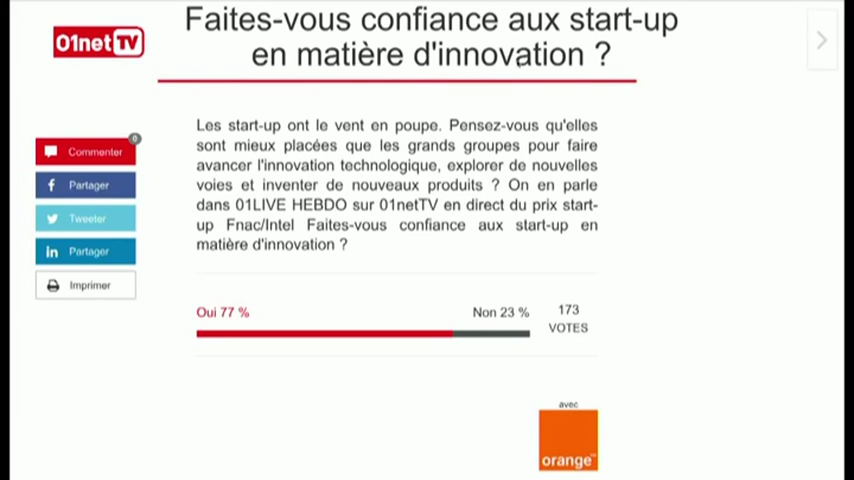 01net TV
Faites-vous confiance aux start-up
en matière d'innovation ?
Les start-up ont le vent en poupe. Pensez-vous qu'elles
sont mieux placées que les grands groupes pour faire
avancer l'innovation technologique, explorer de nouvelles
voies et inventer de nouveaux produits ? On en parle
dans 01LIVE HEBDO sur 01netTV en direct du prix start-
up Fnac/Intel Faites-vous confiance aux start-up en
matière d'innovation ?
0
Commenter
Partager
Tweeter
Partager
Imprimer
Oui 77 %
Non 23 %
173
VOTES
avec
orange™